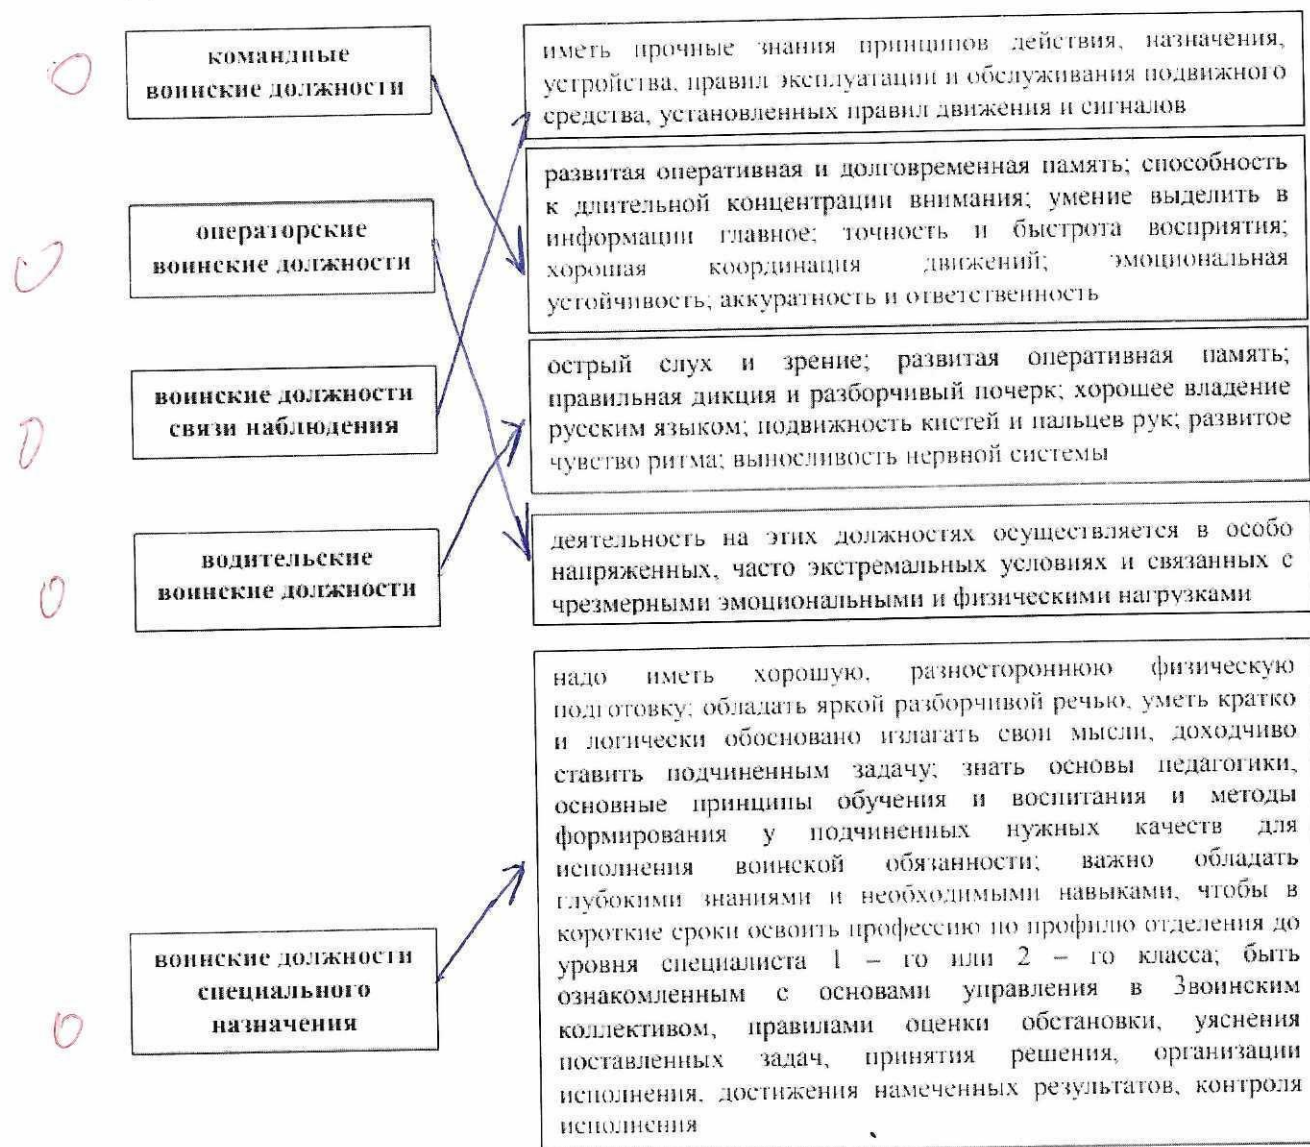 командные
воинские должности
операторские
воинские должности
воинские должности
связи наблюдения
водительские
воинские должности
воинские должности
специального
назначения
иметь прочные знания принципов действия, назначения,
устройства, правил эксплуатации и обслуживания подвижного
средства, установленных правил движения и сигналов
развитая оперативная и долговременная память; способность
к длительной концентрации внимания; умение выделить в
информации главное; точность и быстрота восприятия;
хорошая координация движений; эмоциональная
устойчивость; аккуратность и ответственность
острый слух и зрение; развитая оперативная память;
правильная дикция и разборчивый почерк; хорошее владение
русским языком; подвижность кистей и пальцев рук; развитое
чувство ритма; выносливость нервной системы
деятельность на этих должностях осуществляется в особо
напряженных, часто экстремальных условиях и связанных с
чрезмерными эмоциональными и физическими нагрузками
надо иметь хорошую, разностороннюю физическую
подготовку; обладать яркой разборчивой речью, уметь кратко
и логически обосновано излагать свои мысли, доходчиво
ставить подчиненным задачу; знать основы педагогики,
основные принципы обучения и воспитания и методы
формирования у подчиненных нужных качеств для
исполнения воинской обязанности; важно обладать
глубокими знаниями и необходимыми навыками, чтобы в
короткие сроки освоить профессию по профилю отделения до
уровня специалиста 1 – го или 2 – го класса; быть
ознакомленным с основами управления в Звоинским
коллективом, правилами оценки обстановки, уяснения
поставленных задач, принятия решения, организации
исполнения, достижения намеченных результатов, контроля
исполнения
0
0
0
0
0